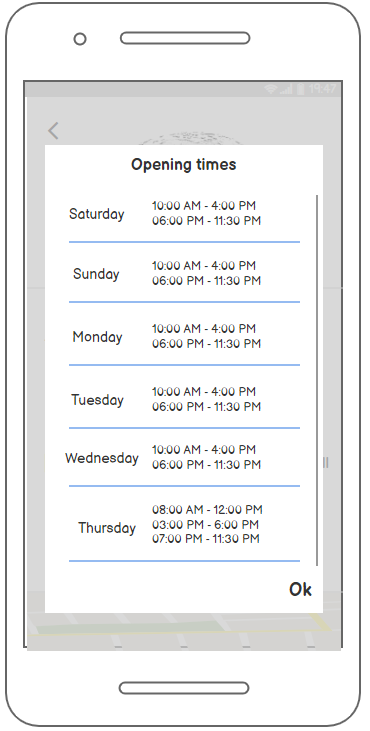 19.47
Opening times
Saturday
10:00 AM - 4:00 PM
06:00 PM - 11:30 PM
Sunday
10:00 AM - 4:00 PM
06:00 PM - 11:30 PM
Monday
10:00 AM - 4:00 PM
06:00 PM - 11:30 PM
Tuesday
10:00 AM - 4:00 PM
06:00 PM - 11:30 PM
Wednesday
10:00 AM - 4:00 PM
06:00 PM - 11:30 PM
Thursday
08:00 AM - 12:00 PM
03:00 PM - 6:00 PM
07:00 PM - 11:30 PM
Ok